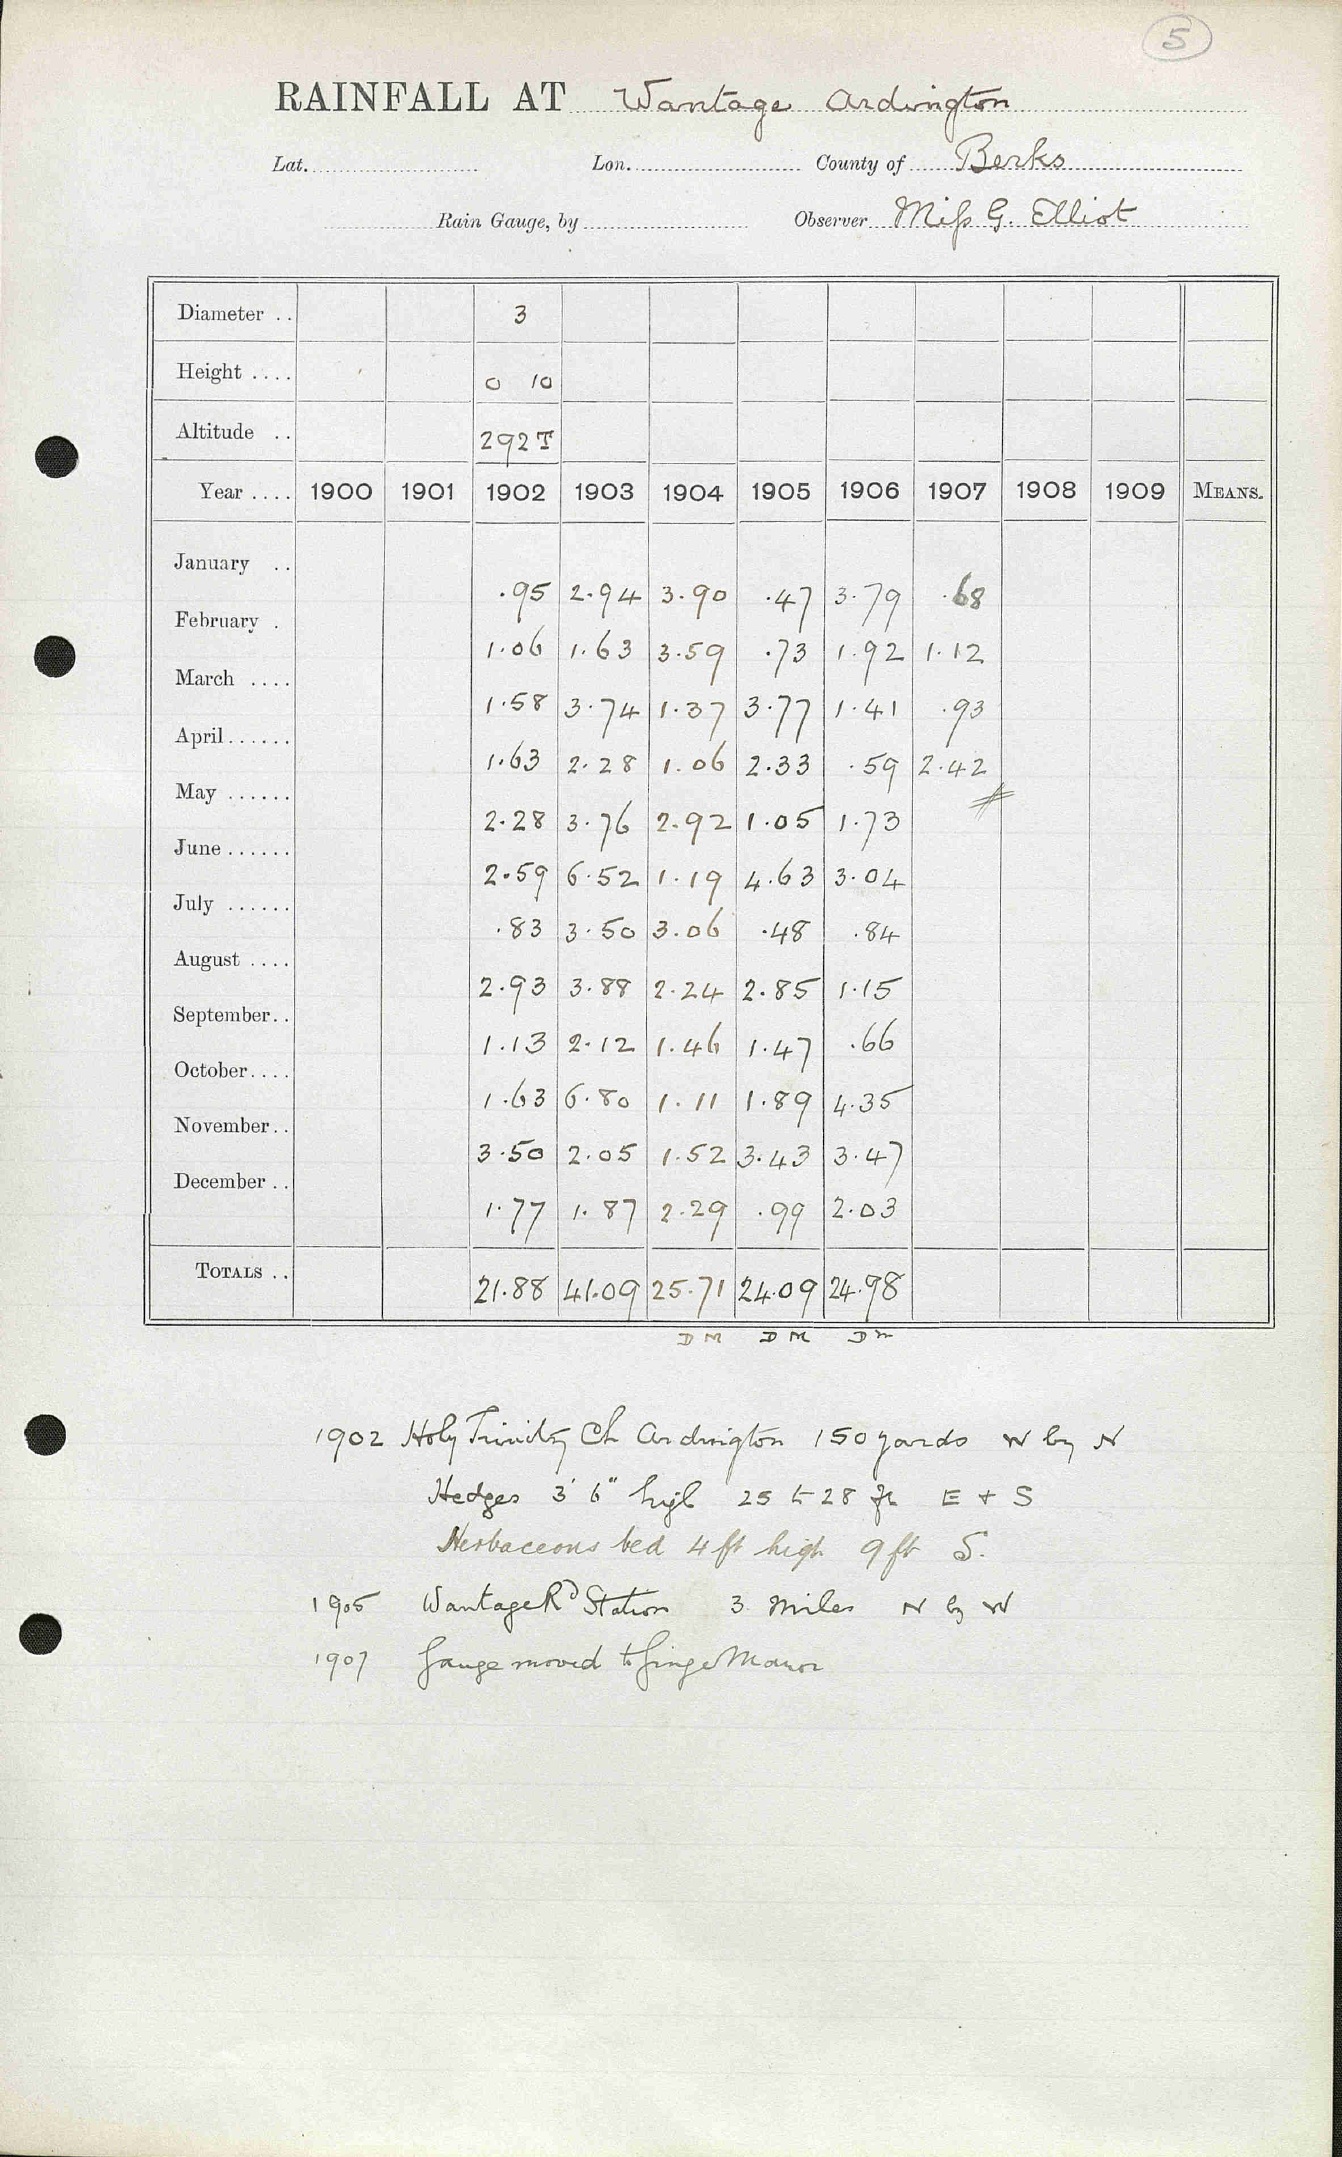 5
RAINFALL AT Wantage Ardington
Lat. Lon. County of Berks
Rain Gauge, by Observer Miss G. Elliot
Diameter .. 3
Height .... 0 10
Altitude .. 292 T
Year .... 1900 1901 1902 1903 1904 1905 1906 1907 1908 1909 MEANS.
January .. .95 2.94 3.90 .47 3.79 .68
February . 1.06 1.63 3.59 .73 1.92 1.12
March .... 1.58 3.74 1.37 3.77 1.41 .93
April...... 1.63 2.28 1.06 2.33 .59 2.42
May ...... 2.28 3.76 2.92 1.05 1.73
June ...... 2.59 6.52 1.19 4.63 3.04
July ...... .83 3.50 3.06 .48 .84
August .... 2.93 3.88 2.24 2.85 1.15
September.. 1.13 2.12 1.46 1.47 .66
October.... 1.63 6.80 1.11 1.89 4.35
November.. 3.50 2.05 1.52 3.43 3.47
December .. 1.77 1.87 2.29 .99 2.03
TOTALS .. 21.88 41.09 25.71 24.09 24.98
DM DM Dm
1902 Holy Trinity Ch Ardington 150 yards W by N
Hedges 3' 6" high 25 to 28 ft E + S
Herbaceous bed 4 ft high 9 ft S.
1905 Wantage Rd Station 3 miles N by W
1907 Gauge moved to Ginge Manor